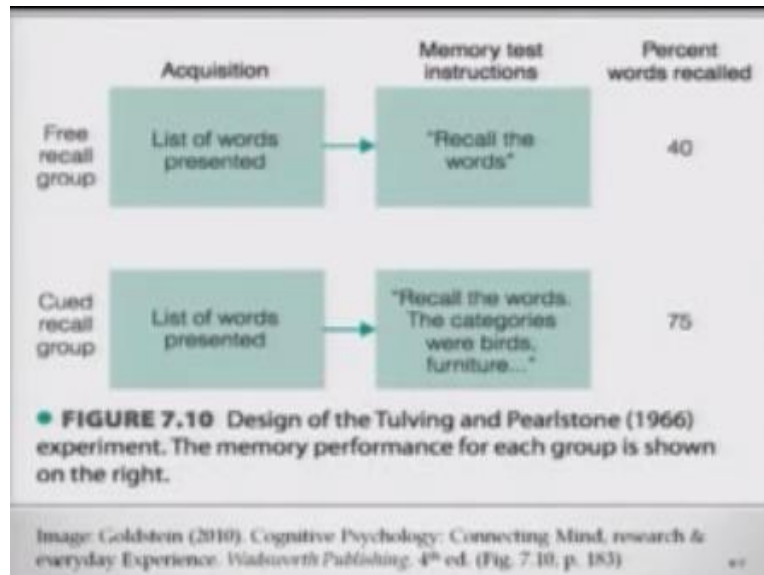 Acquisition
Memory test
instructions
Percent
words recalled
Free
recall
group
List of words
presented
"Recall the
words"
40
Cued
recall
group
List of words
presented
"Recall the words.
The categories
were birds,
furniture..."
75
• FIGURE 7.10 Design of the Tulving and Pearlstone (1966)
experiment. The memory performance for each group is shown
on the right.
Image: Goldstein (2010). Cognitive Psychology: Connecting Mind, research &
everyday Experience. Wadsworth Publishing. 4th ed. (Fig. 7.10, p. 183)